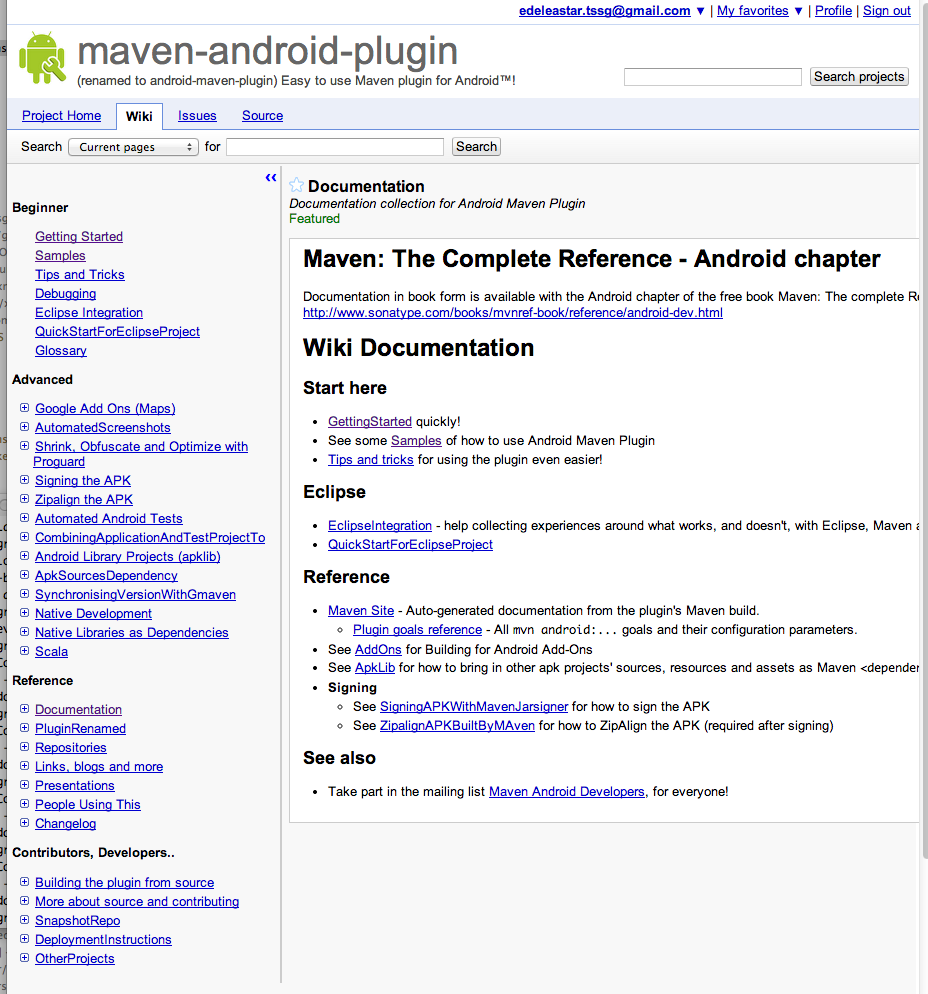 edeleastar.tssg@gmail.com ▼ | My favorites ▼ | Profile | Sign out
maven-android-plugin
(renamed to android-maven-plugin) Easy to use Maven plugin for Android™!
Search projects
Project Home Wiki Issues Source
Search Current pages for Search
«
Beginner
Getting Started
Samples
Tips and Tricks
Debugging
Eclipse Integration
QuickStartForEclipseProject
Glossary
Advanced
Google Add Ons (Maps)
AutomatedScreenshots
Shrink, Obfuscate and Optimize with
Proguard
Signing the APK
Zipalign the APK
Automated Android Tests
CombiningApplicationAndTestProjectTo
Android Library Projects (apklib)
ApkSourcesDependency
SynchronisingVersionWithGmaven
Native Development
Native Libraries as Dependencies
Scala
Reference
Documentation
PluginRenamed
Repositories
Links, blogs and more
Presentations
People Using This
Changelog
Contributors, Developers..
Building the plugin from source
More about source and contributing
SnapshotRepo
DeploymentInstructions
OtherProjects
Documentation
Documentation collection for Android Maven Plugin
Featured
Maven: The Complete Reference - Android chapter
Documentation in book form is available with the Android chapter of the free book Maven: The complete Re
http://www.sonatype.com/books/mvnref-book/reference/android-dev.html
Wiki Documentation
Start here
• GettingStarted quickly!
• See some Samples of how to use Android Maven Plugin
• Tips and tricks for using the plugin even easier!
Eclipse
• EclipseIntegration - help collecting experiences around what works, and doesn't, with Eclipse, Maven a
• QuickStartForEclipseProject
Reference
• Maven Site - Auto-generated documentation from the plugin's Maven build.
◦ Plugin goals reference - All mvn android:... goals and their configuration parameters.
• See AddOns for Building for Android Add-Ons
• See ApkLib for how to bring in other apk projects' sources, resources and assets as Maven <depender
• Signing
◦ See SigningAPKWithMavenJarsigner for how to sign the APK
◦ See ZipalignAPKBuiltByMAven for how to ZipAlign the APK (required after signing)
See also
• Take part in the mailing list Maven Android Developers, for everyone!